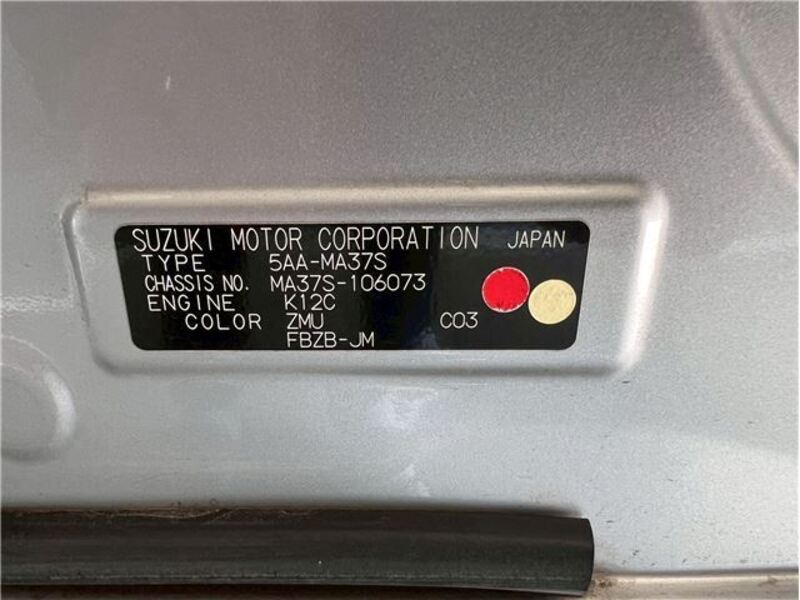 SUZUKI MOTOR CORPORATION JAPAN
TYPE 5AA-MA37S
CHASSIS NO. MA37S-106073
ENGINE K12C
COLOR ZMU C03
FBZB-JM